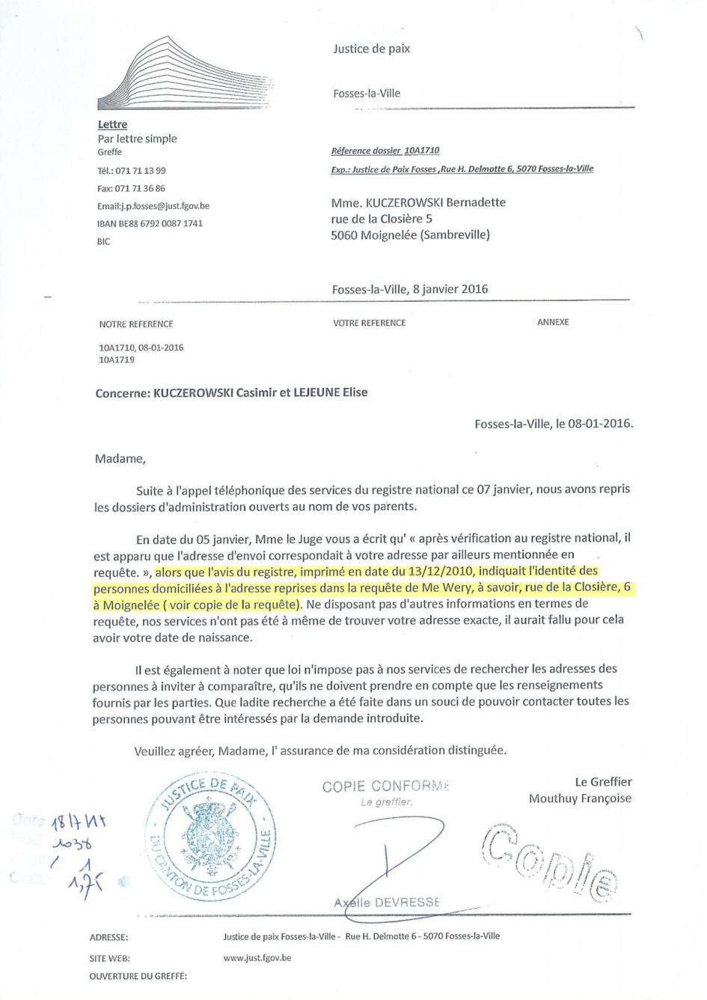 Justice de paix
Fosses-la-Ville
Lettre
Par lettre simple
Greffe
Tél.: 071 71 13 99
Fax: 071 71 36 86
Email:j.p.fosses@just.fgov.be
IBAN BE88 6792 0087 1741
BIC
Réference dossier 10A1710
Exp.: Justice de Paix Fosses ,Rue H. Delmotte 6, 5070 Fosses-la-Ville
Mme. KUCZEROWSKI Bernadette
rue de la Closière 5
5060 Moignelée (Sambreville)
Fosses-la-Ville, 8 janvier 2016
NOTRE REFERENCE VOTRE REFERENCE ANNEXE
10A1710, 08-01-2016
10A1719
Concerne: KUCZEROWSKI Casimir et LEJEUNE Elise
Fosses-la-Ville, le 08-01-2016.
Madame,
Suite à l'appel téléphonique des services du registre national ce 07 janvier, nous avons repris
les dossiers d'administration ouverts au nom de vos parents.
En date du 05 janvier, Mme le Juge vous a écrit qu' « après vérification au registre national, il
est apparu que l'adresse d'envoi correspondait à votre adresse par ailleurs mentionnée en
requête. », alors que l'avis du registre, imprimé en date du 13/12/2010, indiquait l'identité des
personnes domiciliées à l'adresse reprises dans la requête de Me Wery, à savoir, rue de la Closière, 6
à Moignelée ( voir copie de la requête). Ne disposant pas d'autres informations en termes de
requête, nos services n'ont pas été à même de trouver votre adresse exacte, il aurait fallu pour cela
avoir votre date de naissance.
Il est également à noter que loi n'impose pas à nos services de rechercher les adresses des
personnes à inviter à comparaître, qu'ils ne doivent prendre en compte que les renseignements
fournis par les parties. Que ladite recherche a été faite dans un souci de pouvoir contacter toutes les
personnes pouvant être intéressés par la demande introduite.
Veuillez agréer, Madame, l' assurance de ma considération distinguée.
Le Greffier
Mouthuy Françoise
JUSTICE DE PAIX
DU CANTON DE FOSSES-LA-VILLE
COPIE CONFORME
Le greffier,
Axelle DEVRESSE
Copie
Date
1038
/ 1
1,75
ADRESSE: Justice de paix Fosses-la-Ville - Rue H. Delmotte 6 - 5070 Fosses-la-Ville
SITE WEB: www.just.fgov.be
OUVERTURE DU GREFFE: